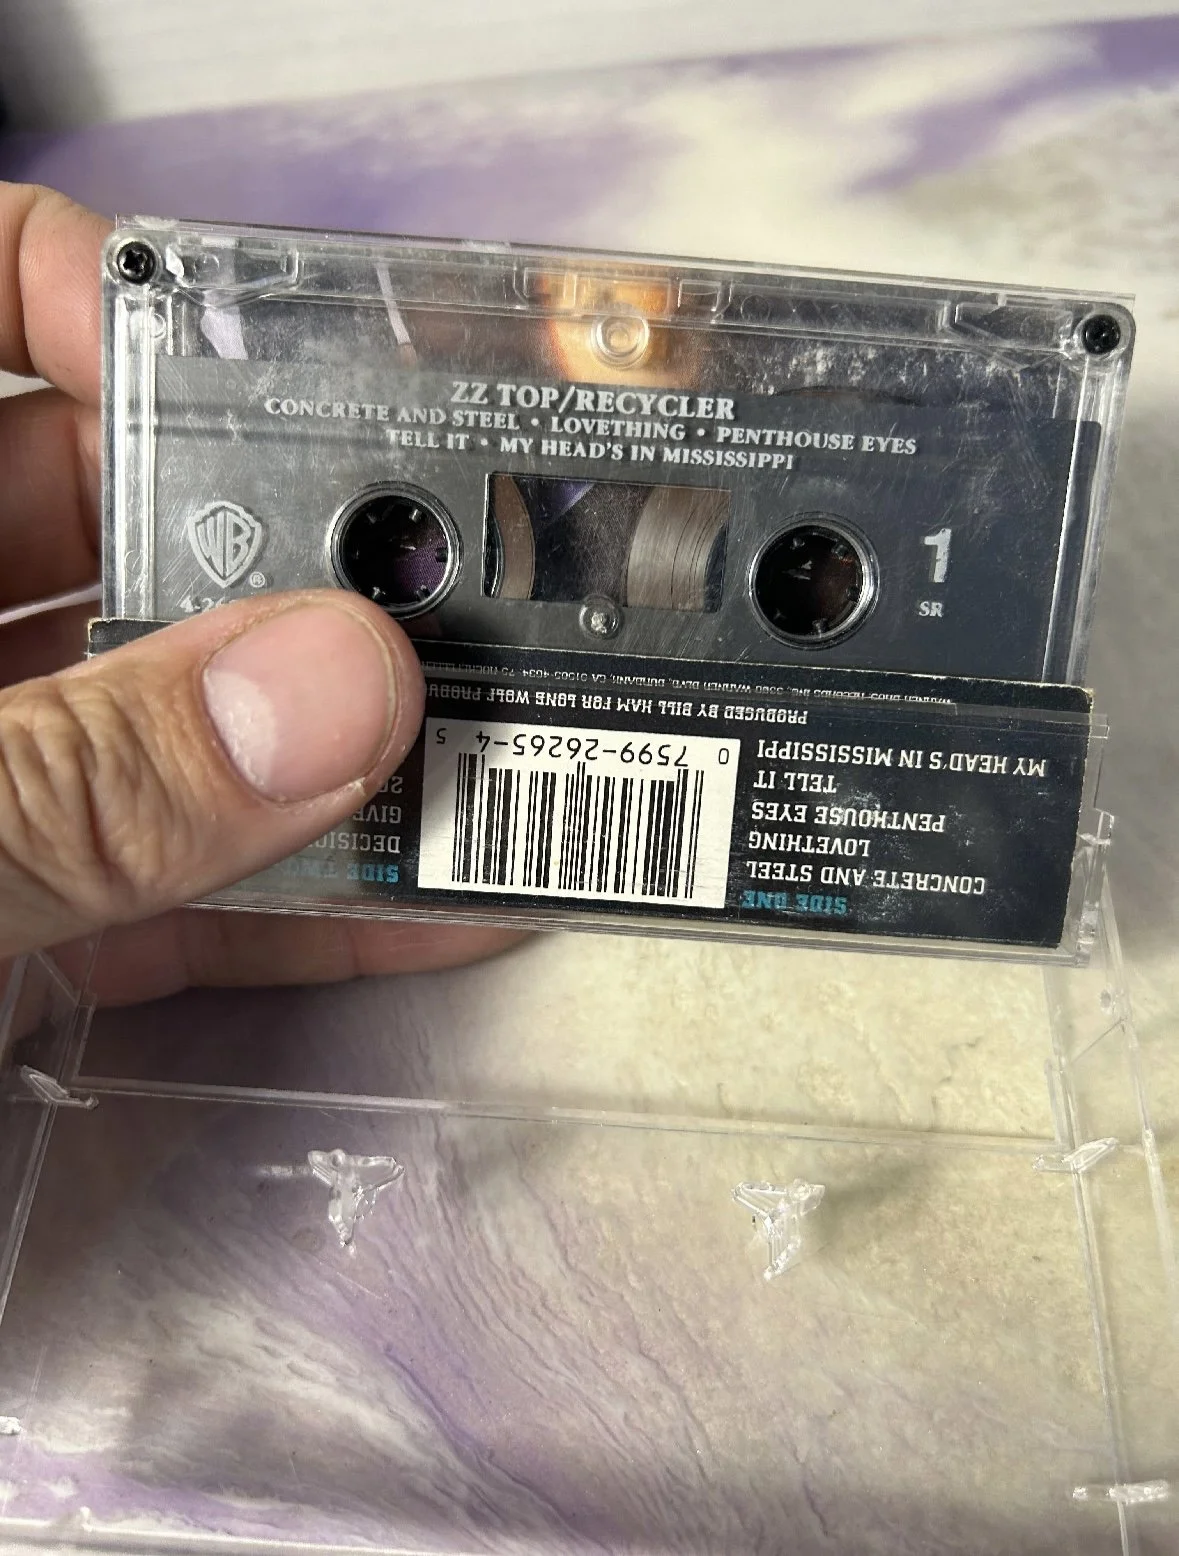 ZZ TOP/RECYCLER
CONCRETE AND STEEL • LOVETHING • PENTHOUSE EYES
TELL IT • MY HEAD'S IN MISSISSIPPI
WB
®
1
SR
SIDE ONE
CONCRETE AND STEEL
LOVETHING
PENTHOUSE EYES
TELL IT
MY HEAD'S IN MISSISSIPPI
0 7599-26265-4 5
SIDE
PRODUCED BY BILL HAM FOR LONE WOLF